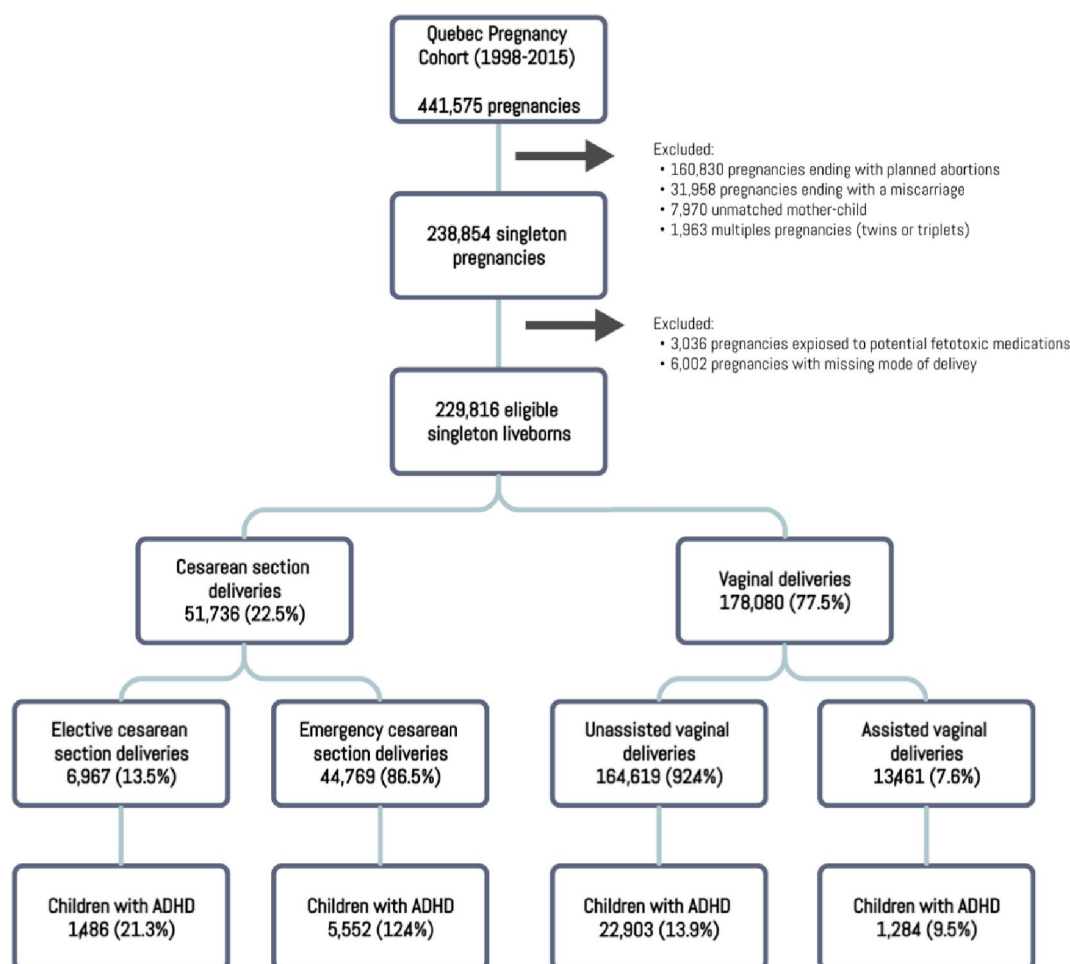 Quebec Pregnancy
Cohort (1998-2015)
441,575 pregnancies
Excluded:
• 160,830 pregnancies ending with planned abortions
• 31,958 pregnancies ending with a miscarriage
• 7,970 unmatched mother-child
• 1,963 multiples pregnancies (twins or triplets)
238,854 singleton
pregnancies
Excluded:
• 3,036 pregnancies expiosed to potential fetotoxic medications
• 6,002 pregnancies with missing mode of delivey
229,816 eligible
singleton liveborns
Cesarean section
deliveries
51,736 (22.5%)
Vaginal deliveries
178,080 (77.5%)
Elective cesarean
section deliveries
6,967 (13.5%)
Emergency cesarean
section deliveries
44,769 (86.5%)
Unassisted vaginal
deliveries
164,619 (92.4%)
Assisted vaginal
deliveries
13,461 (7.6%)
Children with ADHD
1,486 (21.3%)
Children with ADHD
5,552 (12.4%)
Children with ADHD
22,903 (13.9%)
Children with ADHD
1,284 (9.5%)